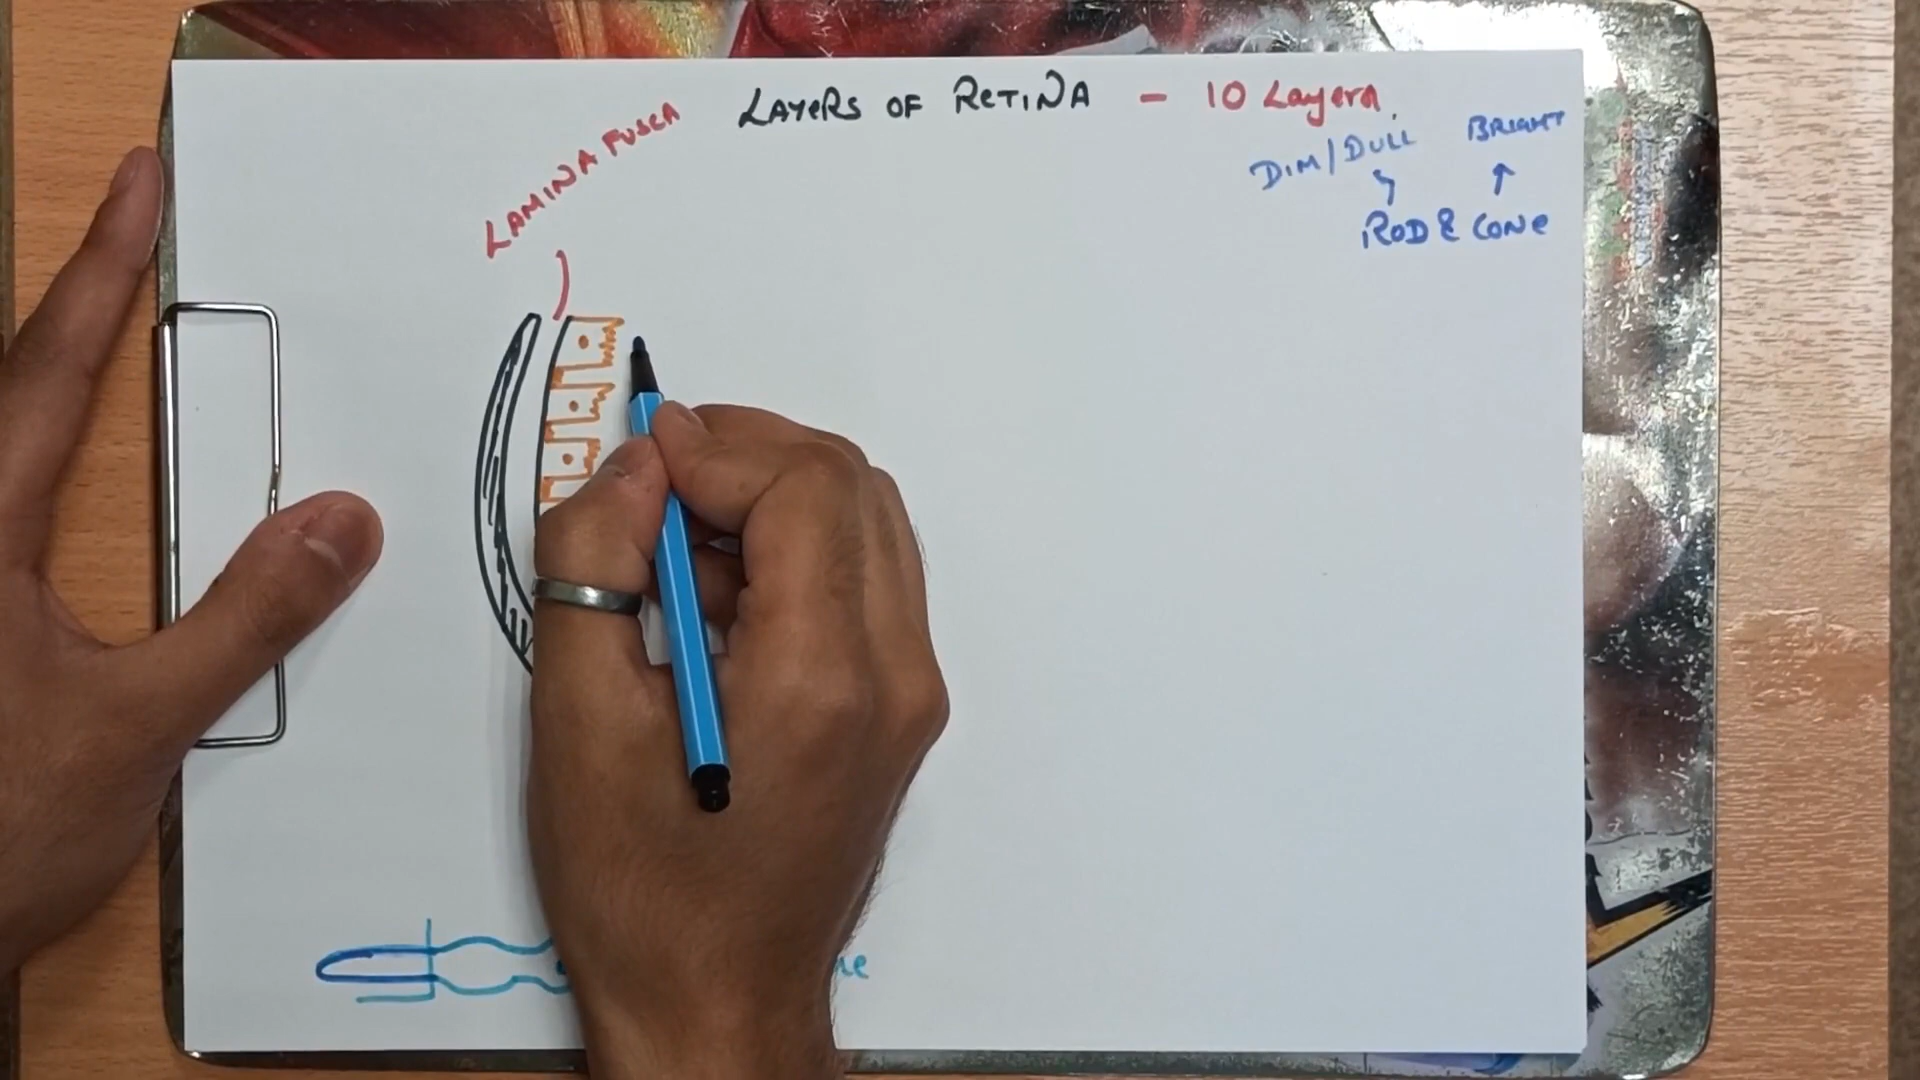 LAYERS OF RETINA - 10 Layers
LAMINA FUSCA
DIM/DULL BRIGHT
ROD & CONE